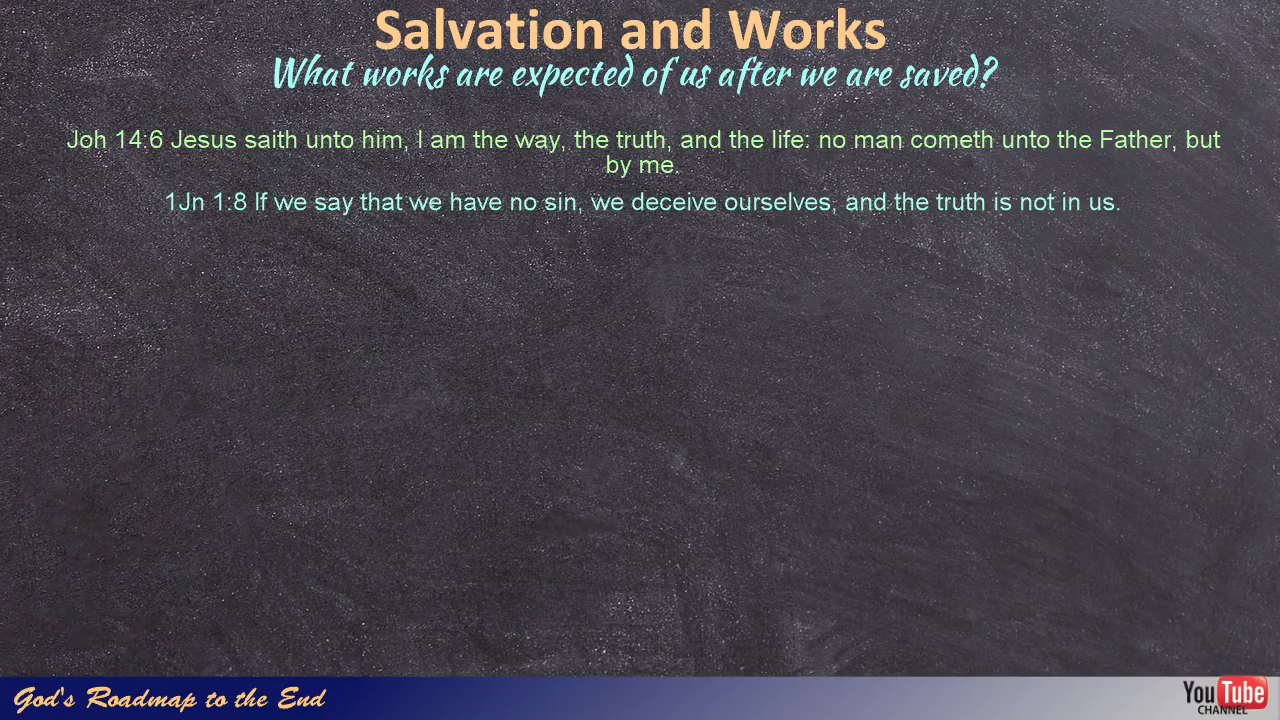 Salvation and Works
What works are expected of us after we are saved?
Joh 14:6 Jesus saith unto him, I am the way, the truth, and the life: no man cometh unto the Father, but
by me.
1Jn 1:8 If we say that we have no sin, we deceive ourselves, and the truth is not in us.
God's Roadmap to the End
YouTube
CHANNEL